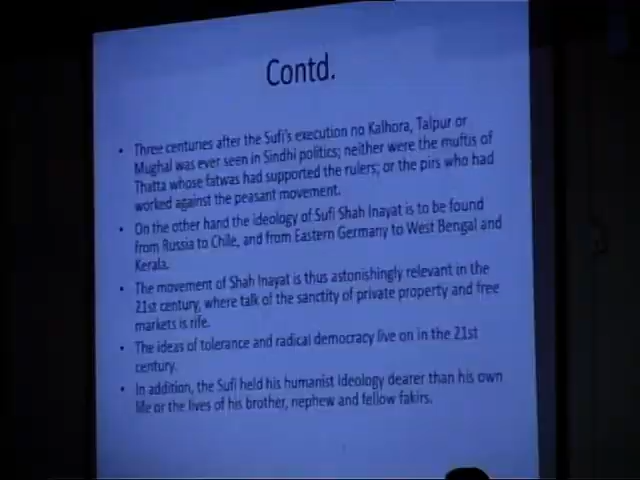 Contd.
• Three centuries after the Sufi's execution no Kalhora, Talpur or
Mughal was ever seen in Sindhi politics; neither were the muftis of
Thatta whose fatwas had supported the rulers; or the pirs who had
worked against the peasant movement.
• On the other hand the ideology of Sufi Shah Inayat is to be found
from Russia to Chile, and from Eastern Germany to West Bengal and
Kerala.
• The movement of Shah Inayat is thus astonishingly relevant in the
21st century, where talk of the sanctity of private property and free
markets is rife.
• The ideas of tolerance and radical democracy live on in the 21st
century.
• In addition, the Sufi held his humanist ideology dearer than his own
life or the lives of his brother, nephew and fellow fakirs.